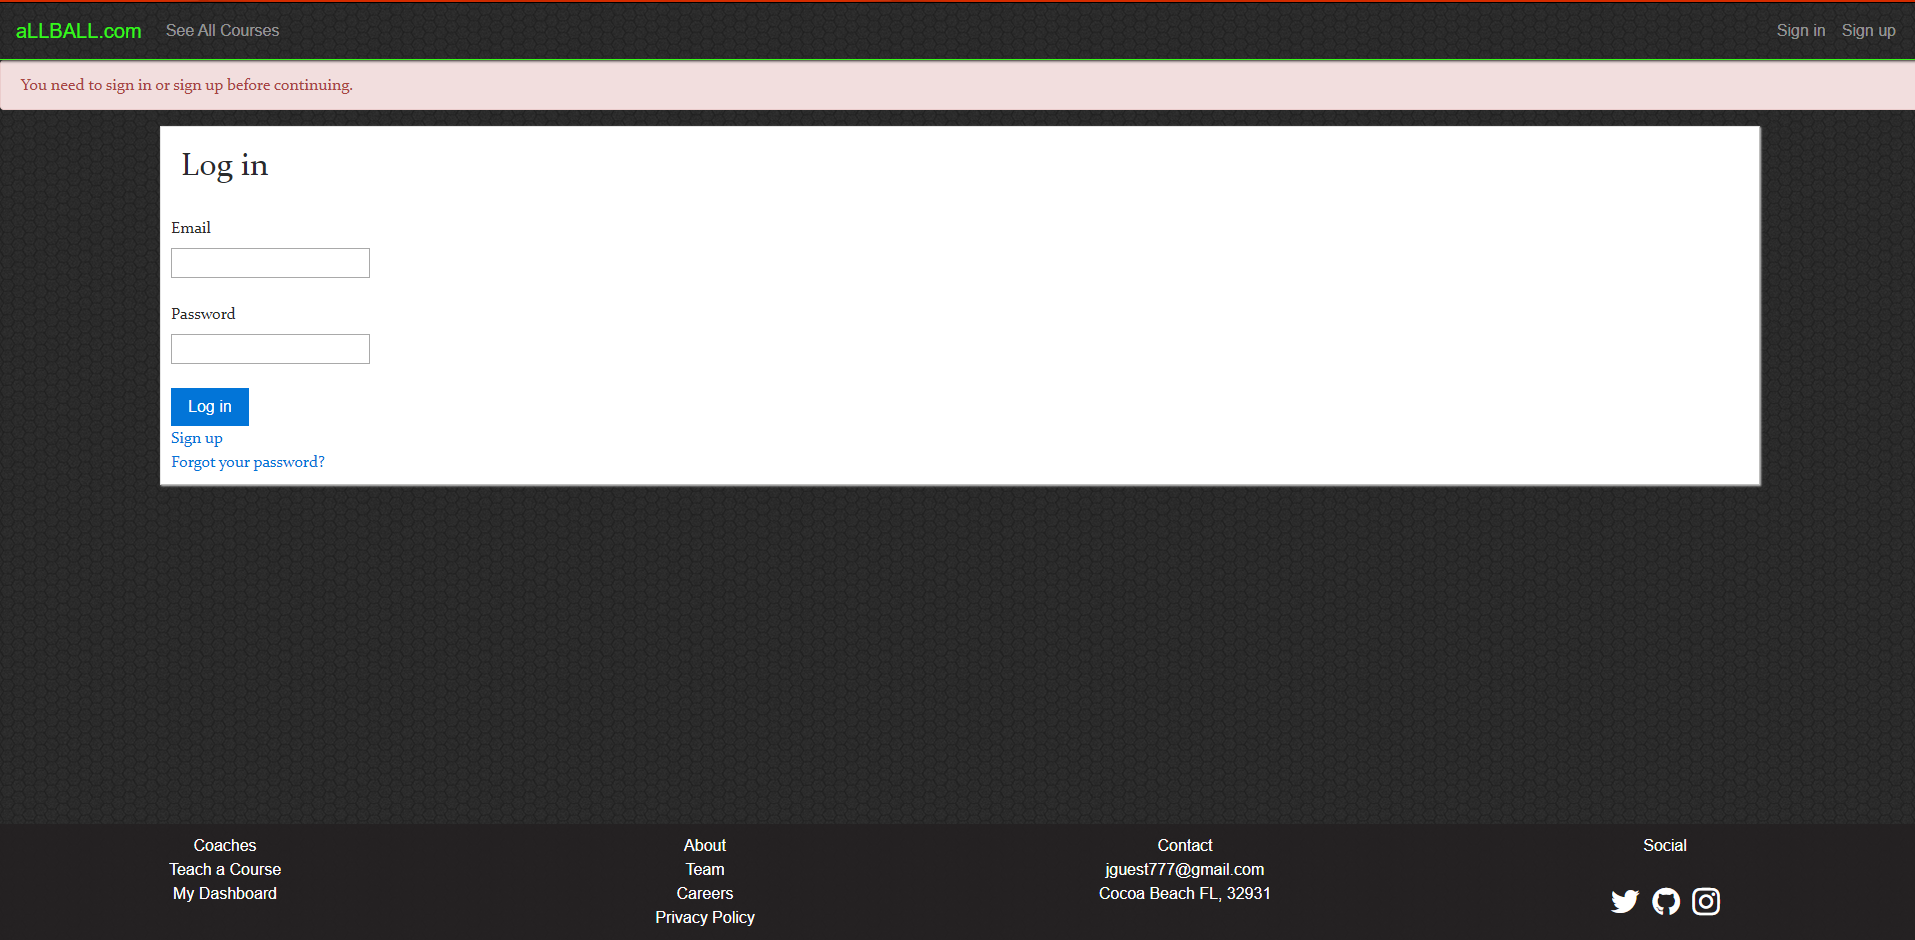 aLLBALL.com See All Courses Sign in Sign up
You need to sign in or sign up before continuing.
Log in
Email
Password
Log in
Sign up
Forgot your password?
Coaches
Teach a Course
My Dashboard
About
Team
Careers
Privacy Policy
Contact
jguest777@gmail.com
Cocoa Beach FL, 32931
Social